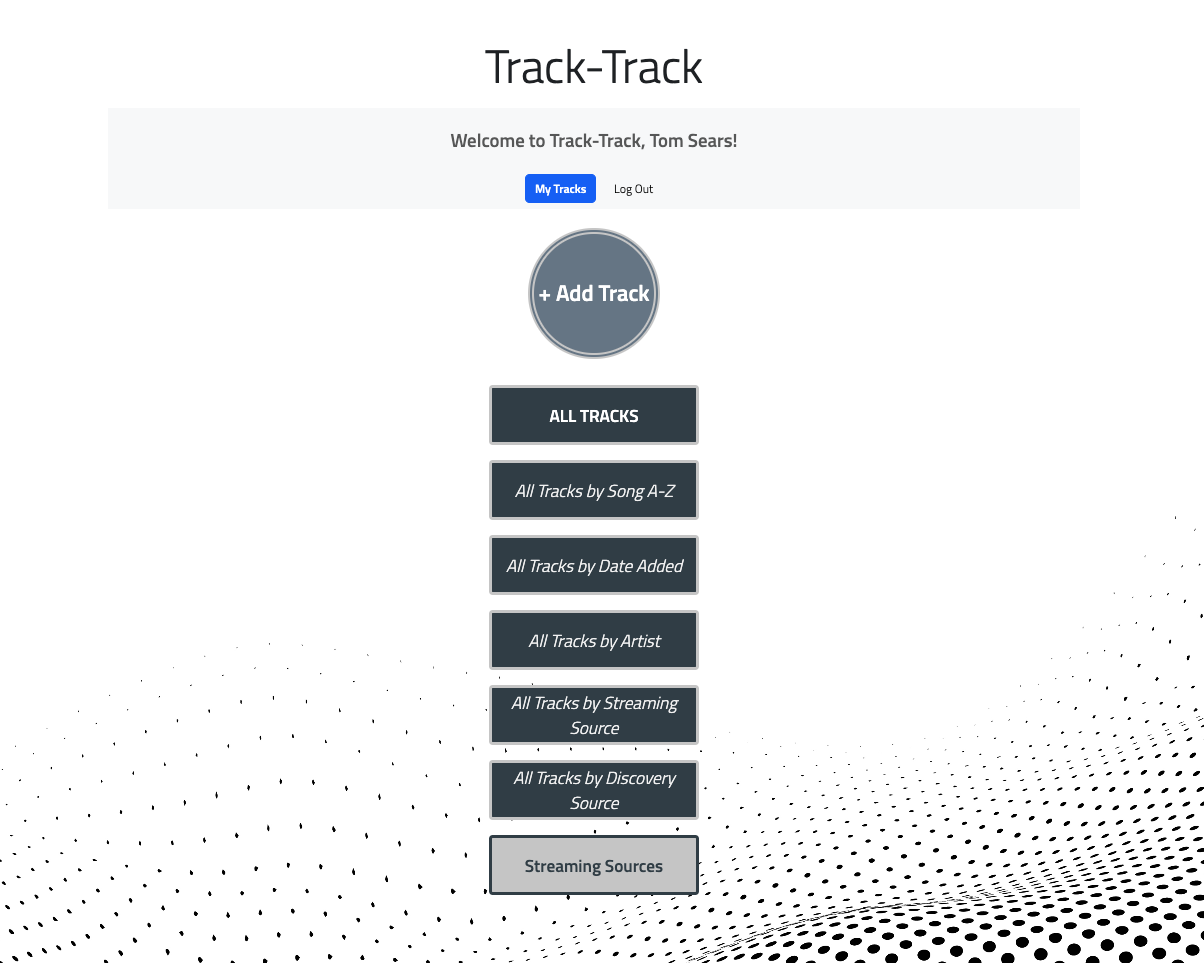 Track-Track
Welcome to Track-Track, Tom Sears!
My Tracks Log Out
+ Add Track
ALL TRACKS
All Tracks by Song A-Z
All Tracks by Date Added
All Tracks by Artist
All Tracks by Streaming
Source
All Tracks by Discovery
Source
Streaming Sources